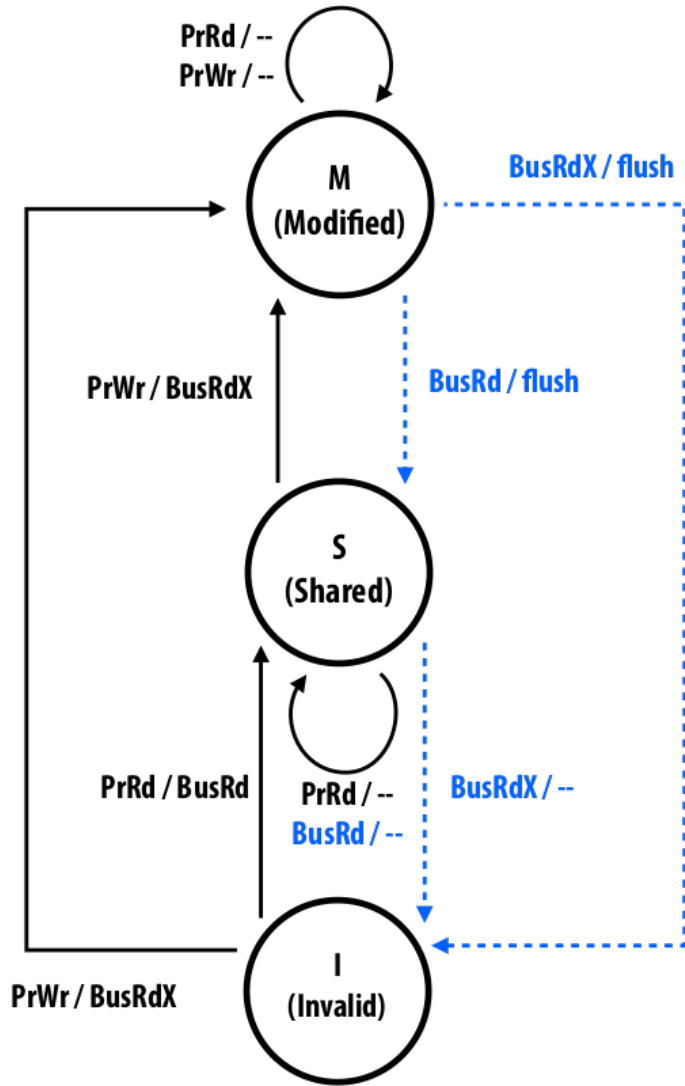 PrRd / --
PrWr / --
M
(Modified)
BusRdX / flush
PrWr / BusRdX
BusRd / flush
S
(Shared)
PrRd / BusRd
PrRd / --
BusRd / --
BusRdX / --
I
(Invalid)
PrWr / BusRdX